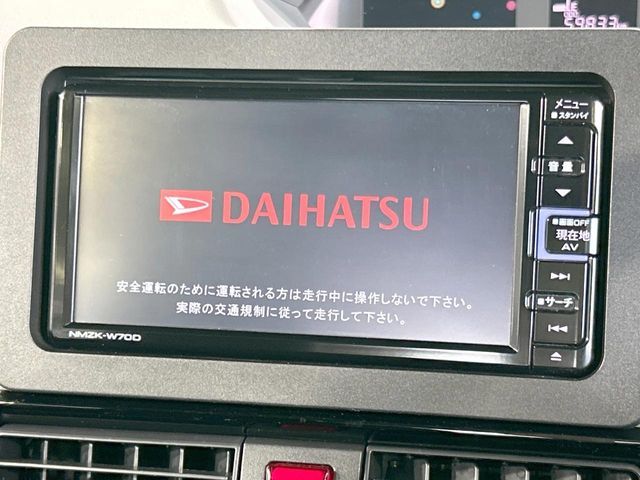 E
59833
メニュー
スタンバイ
音量
画面OFF
現在地
AV
サーチ
DAIHATSU
安全運転のために運転される方は走行中に操作しないで下さい。
実際の交通規制に従って走行して下さい。
NMZK-W70D